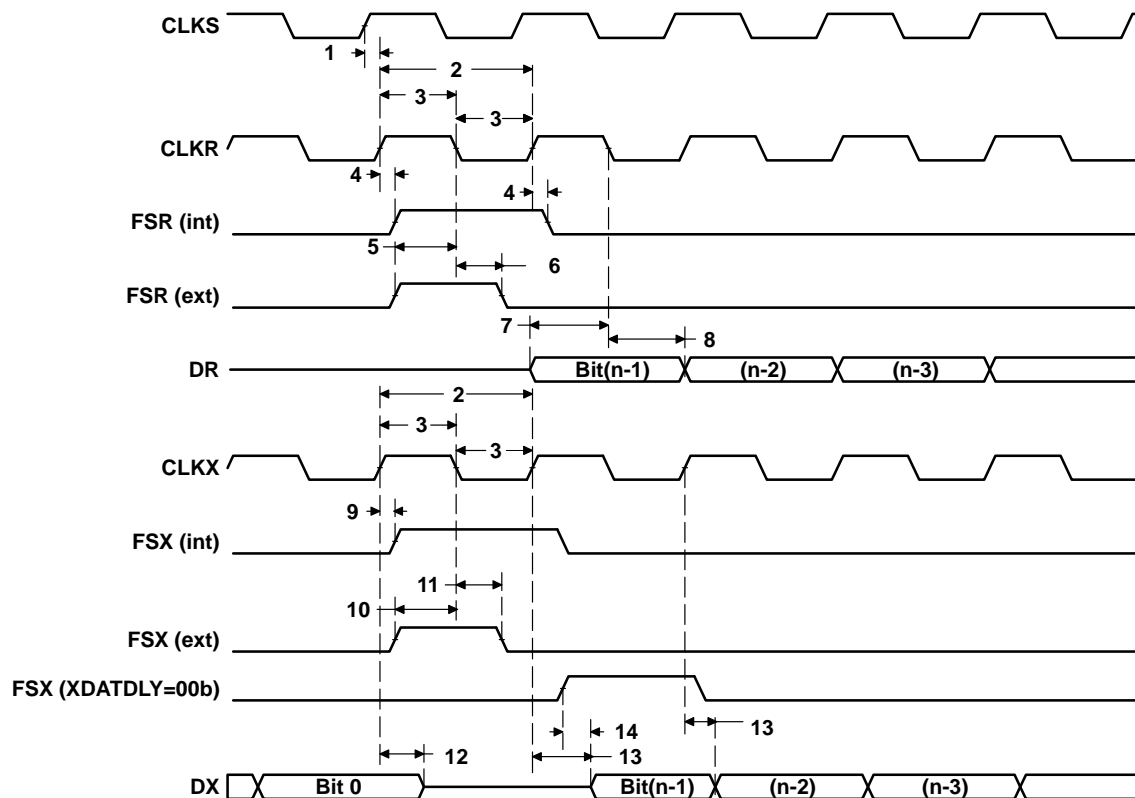 CLKS
1
2
3
3
CLKR
4
4
FSR (int)
5
6
FSR (ext)
7
8
DR
Bit(n-1)
(n-2)
(n-3)
2
3
3
CLKX
9
FSX (int)
11
10
FSX (ext)
FSX (XDATDLY=00b)
14
13
12
13
DX
Bit 0
Bit(n-1)
(n-2)
(n-3)